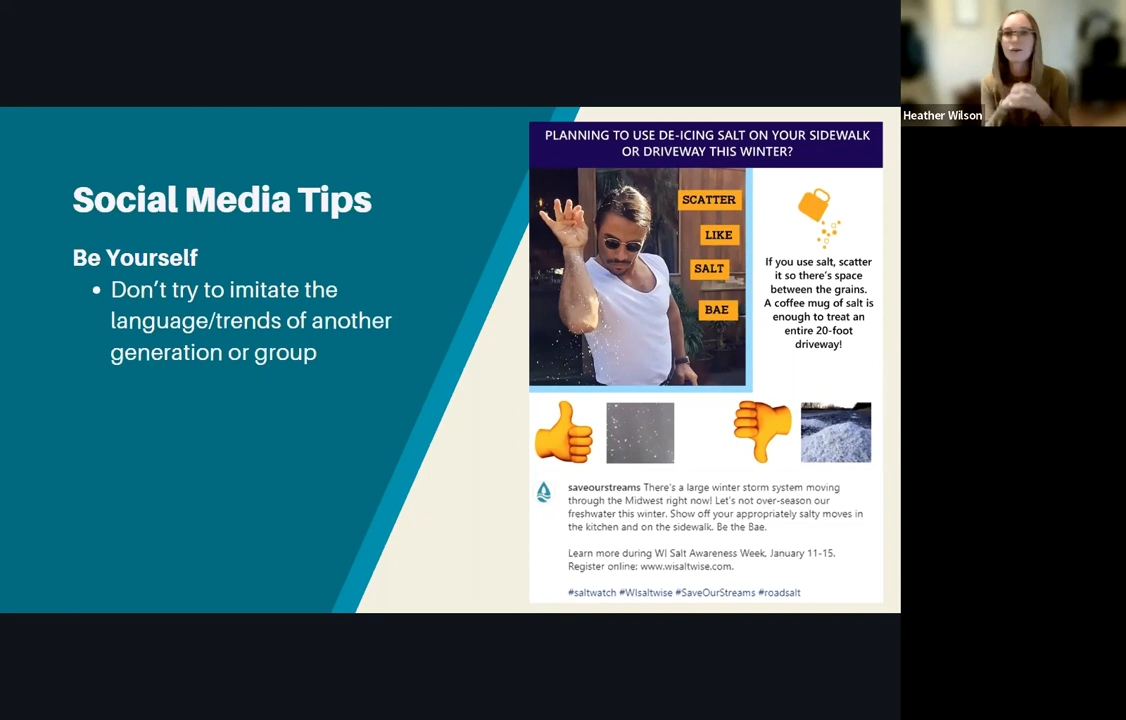 Heather Wilson
Social Media Tips
Be Yourself
• Don't try to imitate the
language/trends of another
generation or group
PLANNING TO USE DE-ICING SALT ON YOUR SIDEWALK
OR DRIVEWAY THIS WINTER?
SCATTER
LIKE
SALT
BAE
If you use salt, scatter
it so there's space
between the grains.
A coffee mug of salt is
enough to treat an
entire 20-foot
driveway!
saveourstreams There's a large winter storm system moving
through the Midwest right now! Let's not over-season our
freshwater this winter. Show off your appropriately salty moves in
the kitchen and on the sidewalk. Be the Bae.
Learn more during WI Salt Awareness Week, January 11-15.
Register online: www.wisaltwise.com.
#saltwatch #WIsaltwise #SaveOurStreams #roadsalt